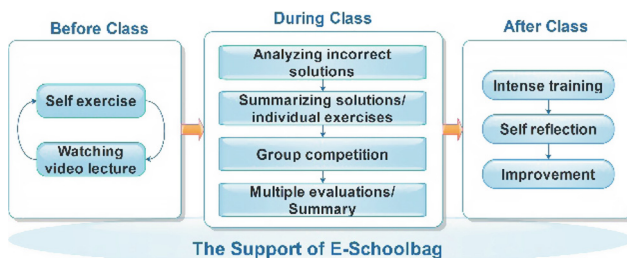 Before Class
Self exercise
Watching
video lecture
During Class
Analyzing incorrect
solutions
Summarizing solutions/
individual exercises
Group competition
Multiple evaluations/
Summary
After Class
Intense training
Self reflection
Improvement
The Support of E-Schoolbag